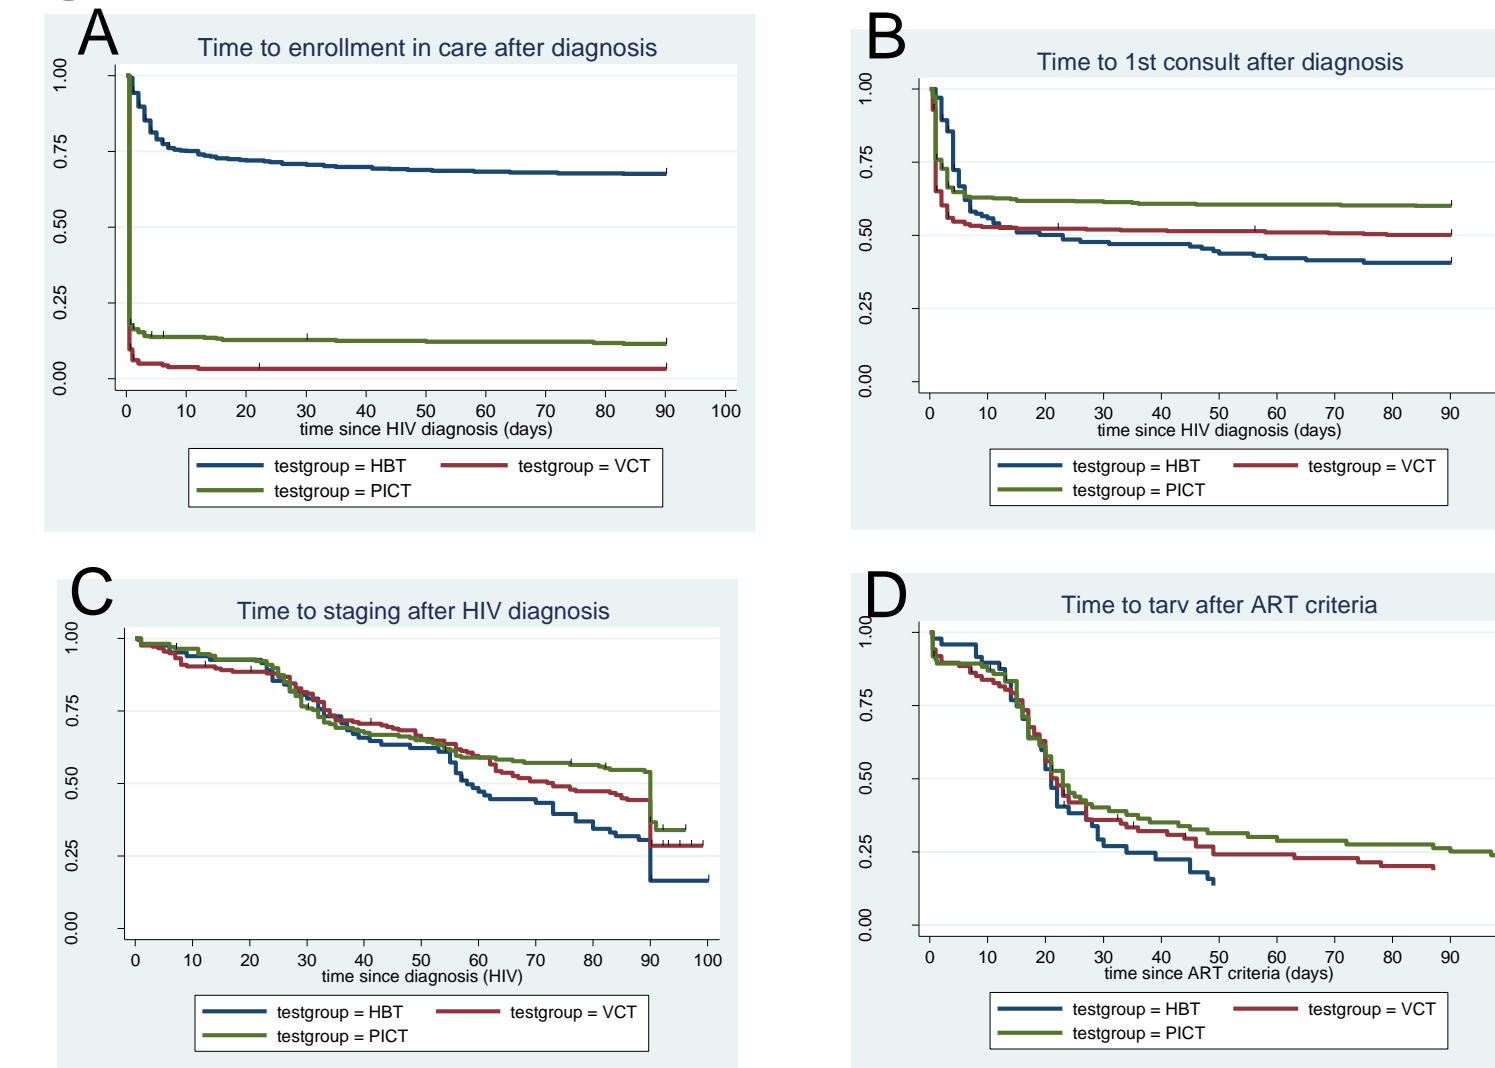 A
Time to enrollment in care after diagnosis
1.00
0.75
0.50
0.25
0.00
0 10 20 30 40 50 60 70 80 90 100
time since HIV diagnosis (days)
testgroup = HBT testgroup = VCT
testgroup = PICT
B
Time to 1st consult after diagnosis
1.00
0.75
0.50
0.25
0.00
0 10 20 30 40 50 60 70 80 90
time since HIV diagnosis (days)
testgroup = HBT testgroup = VCT
testgroup = PICT
C
Time to staging after HIV diagnosis
1.00
0.75
0.50
0.25
0.00
0 10 20 30 40 50 60 70 80 90 100
time since diagnosis (HIV)
testgroup = HBT testgroup = VCT
testgroup = PICT
D
Time to tarv after ART criteria
1.00
0.75
0.50
0.25
0.00
0 10 20 30 40 50 60 70 80 90
time since ART criteria (days)
testgroup = HBT testgroup = VCT
testgroup = PICT